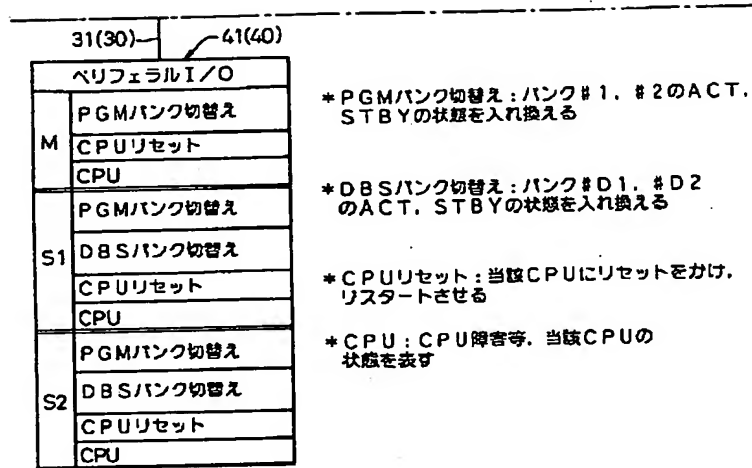 31(30)
41(40)
ペリフェラルI/O
M
PGMバンク切替え
CPUリセット
CPU
S1
PGMバンク切替え
DBSバンク切替え
CPUリセット
CPU
S2
PGMバンク切替え
DBSバンク切替え
CPUリセット
CPU
*PGMバンク切替え:バンク#1,#2のACT,
STBYの状態を入れ換える
*DBSバンク切替え:バンク#D1,#D2
のACT,STBYの状態を入れ換える
*CPUリセット:当該CPUにリセットをかけ,
リスタートさせる
*CPU:CPU障害等,当該CPUの
状態を表す